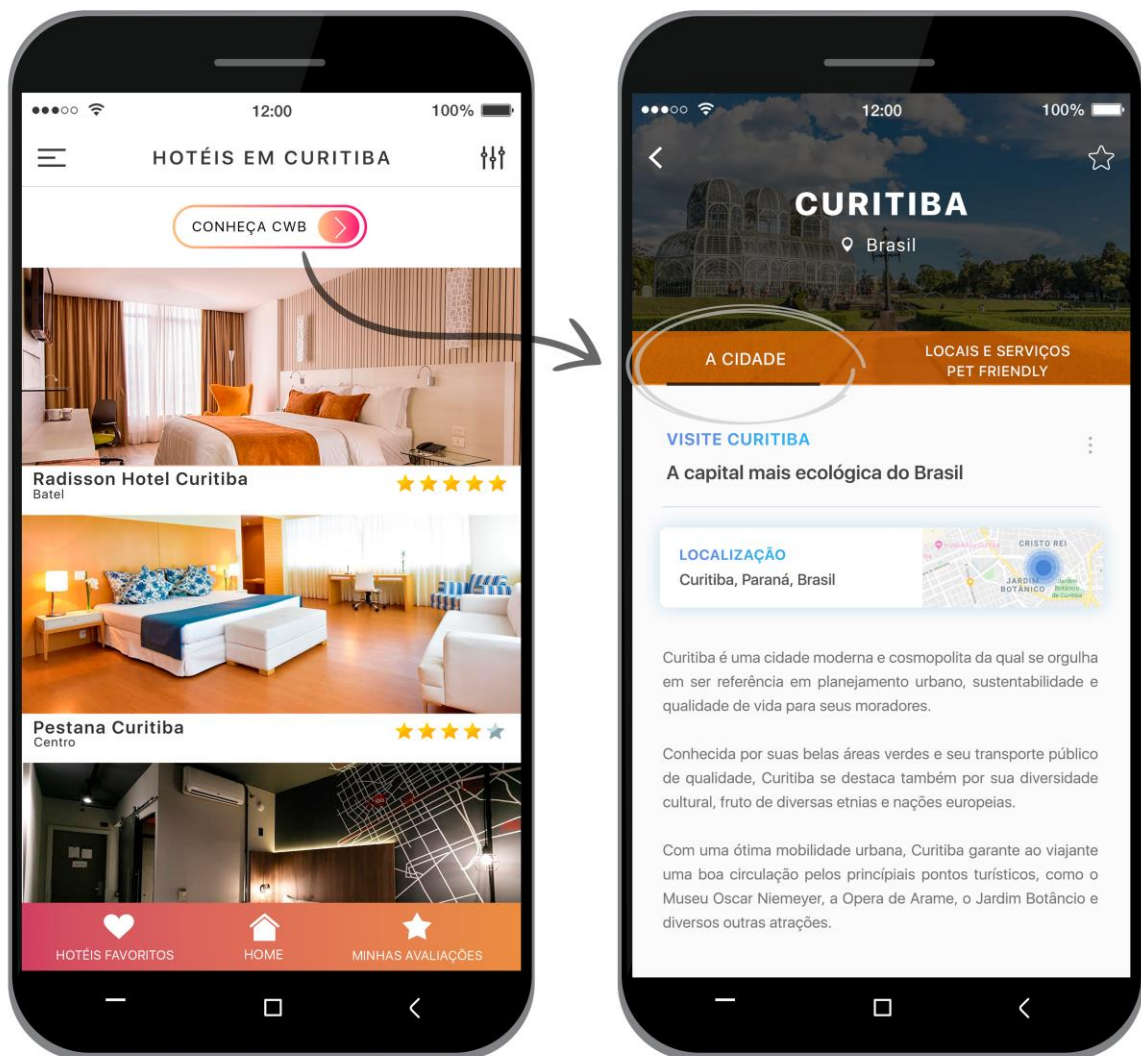 12:00
100%
HOTÉIS EM CURITIBA
CONHEÇA CWB
Radisson Hotel Curitiba
Batel
Pestana Curitiba
Centro
HOTÉIS FAVORITOS
HOME
MINHAS AVALIAÇÕES
12:00
100%
CURITIBA
Brasil
A CIDADE
LOCAIS E SERVIÇOS
PET FRIENDLY
VISITE CURITIBA
A capital mais ecológica do Brasil
LOCALIZAÇÃO
Curitiba, Paraná, Brasil
CRISTO REI
JARDIM
BOTÂNICO
Jardim
Botânico
de Curitiba
Curitiba é uma cidade moderna e cosmopolita da qual se orgulha
em ser referência em planejamento urbano, sustentabilidade e
qualidade de vida para seus moradores.
Conhecida por suas belas áreas verdes e seu transporte público
de qualidade, Curitiba se destaca também por sua diversidade
cultural, fruto de diversas etnias e nações europeias.
Com uma ótima mobilidade urbana, Curitiba garante ao viajante
uma boa circulação pelos princípiais pontos turísticos, como o
Museu Oscar Niemeyer, a Opera de Arame, o Jardim Botâncio e
diversos outras atrações.